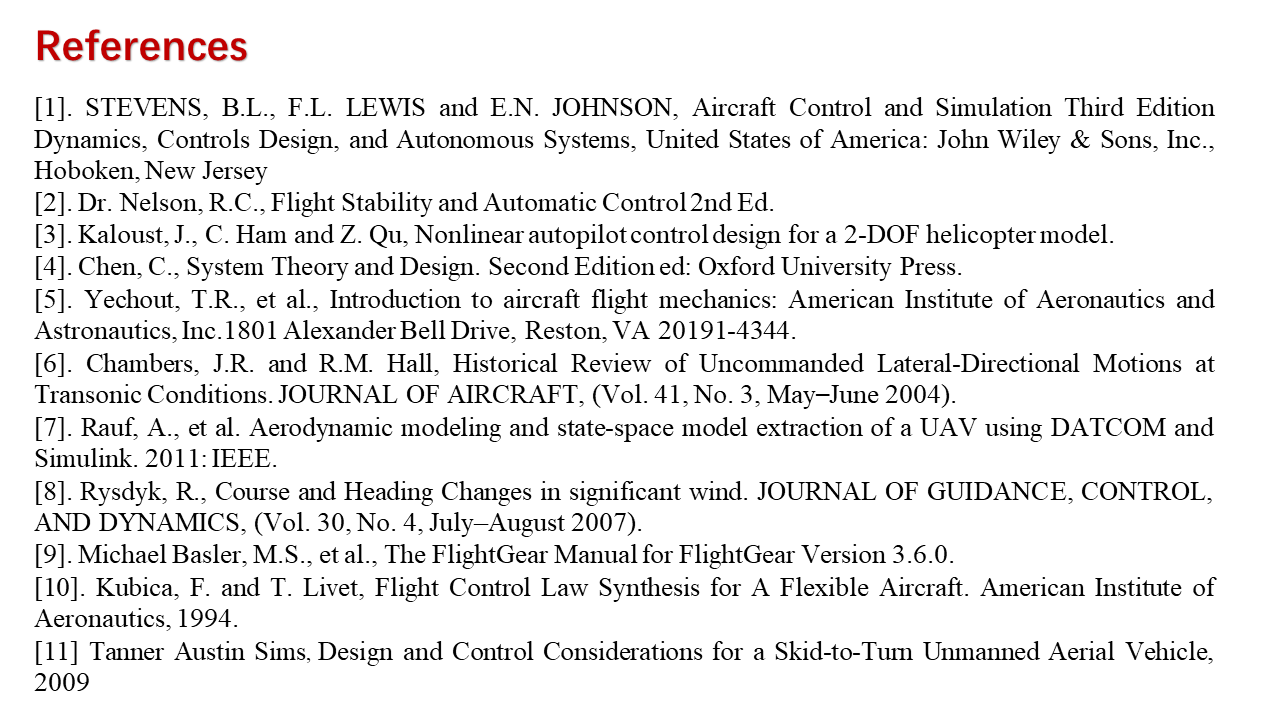 References
[1]. STEVENS, B.L., F.L. LEWIS and E.N. JOHNSON, Aircraft Control and Simulation Third Edition
Dynamics, Controls Design, and Autonomous Systems, United States of America: John Wiley & Sons, Inc.,
Hoboken, New Jersey
[2]. Dr. Nelson, R.C., Flight Stability and Automatic Control 2nd Ed.
[3]. Kaloust, J., C. Ham and Z. Qu, Nonlinear autopilot control design for a 2-DOF helicopter model.
[4]. Chen, C., System Theory and Design. Second Edition ed: Oxford University Press.
[5]. Yechout, T.R., et al., Introduction to aircraft flight mechanics: American Institute of Aeronautics and
Astronautics, Inc.1801 Alexander Bell Drive, Reston, VA 20191-4344.
[6]. Chambers, J.R. and R.M. Hall, Historical Review of Uncommanded Lateral-Directional Motions at
Transonic Conditions. JOURNAL OF AIRCRAFT, (Vol. 41, No. 3, May–June 2004).
[7]. Rauf, A., et al. Aerodynamic modeling and state-space model extraction of a UAV using DATCOM and
Simulink. 2011: IEEE.
[8]. Rysdyk, R., Course and Heading Changes in significant wind. JOURNAL OF GUIDANCE, CONTROL,
AND DYNAMICS, (Vol. 30, No. 4, July–August 2007).
[9]. Michael Basler, M.S., et al., The FlightGear Manual for FlightGear Version 3.6.0.
[10]. Kubica, F. and T. Livet, Flight Control Law Synthesis for A Flexible Aircraft. American Institute of
Aeronautics, 1994.
[11] Tanner Austin Sims, Design and Control Considerations for a Skid-to-Turn Unmanned Aerial Vehicle,
2009